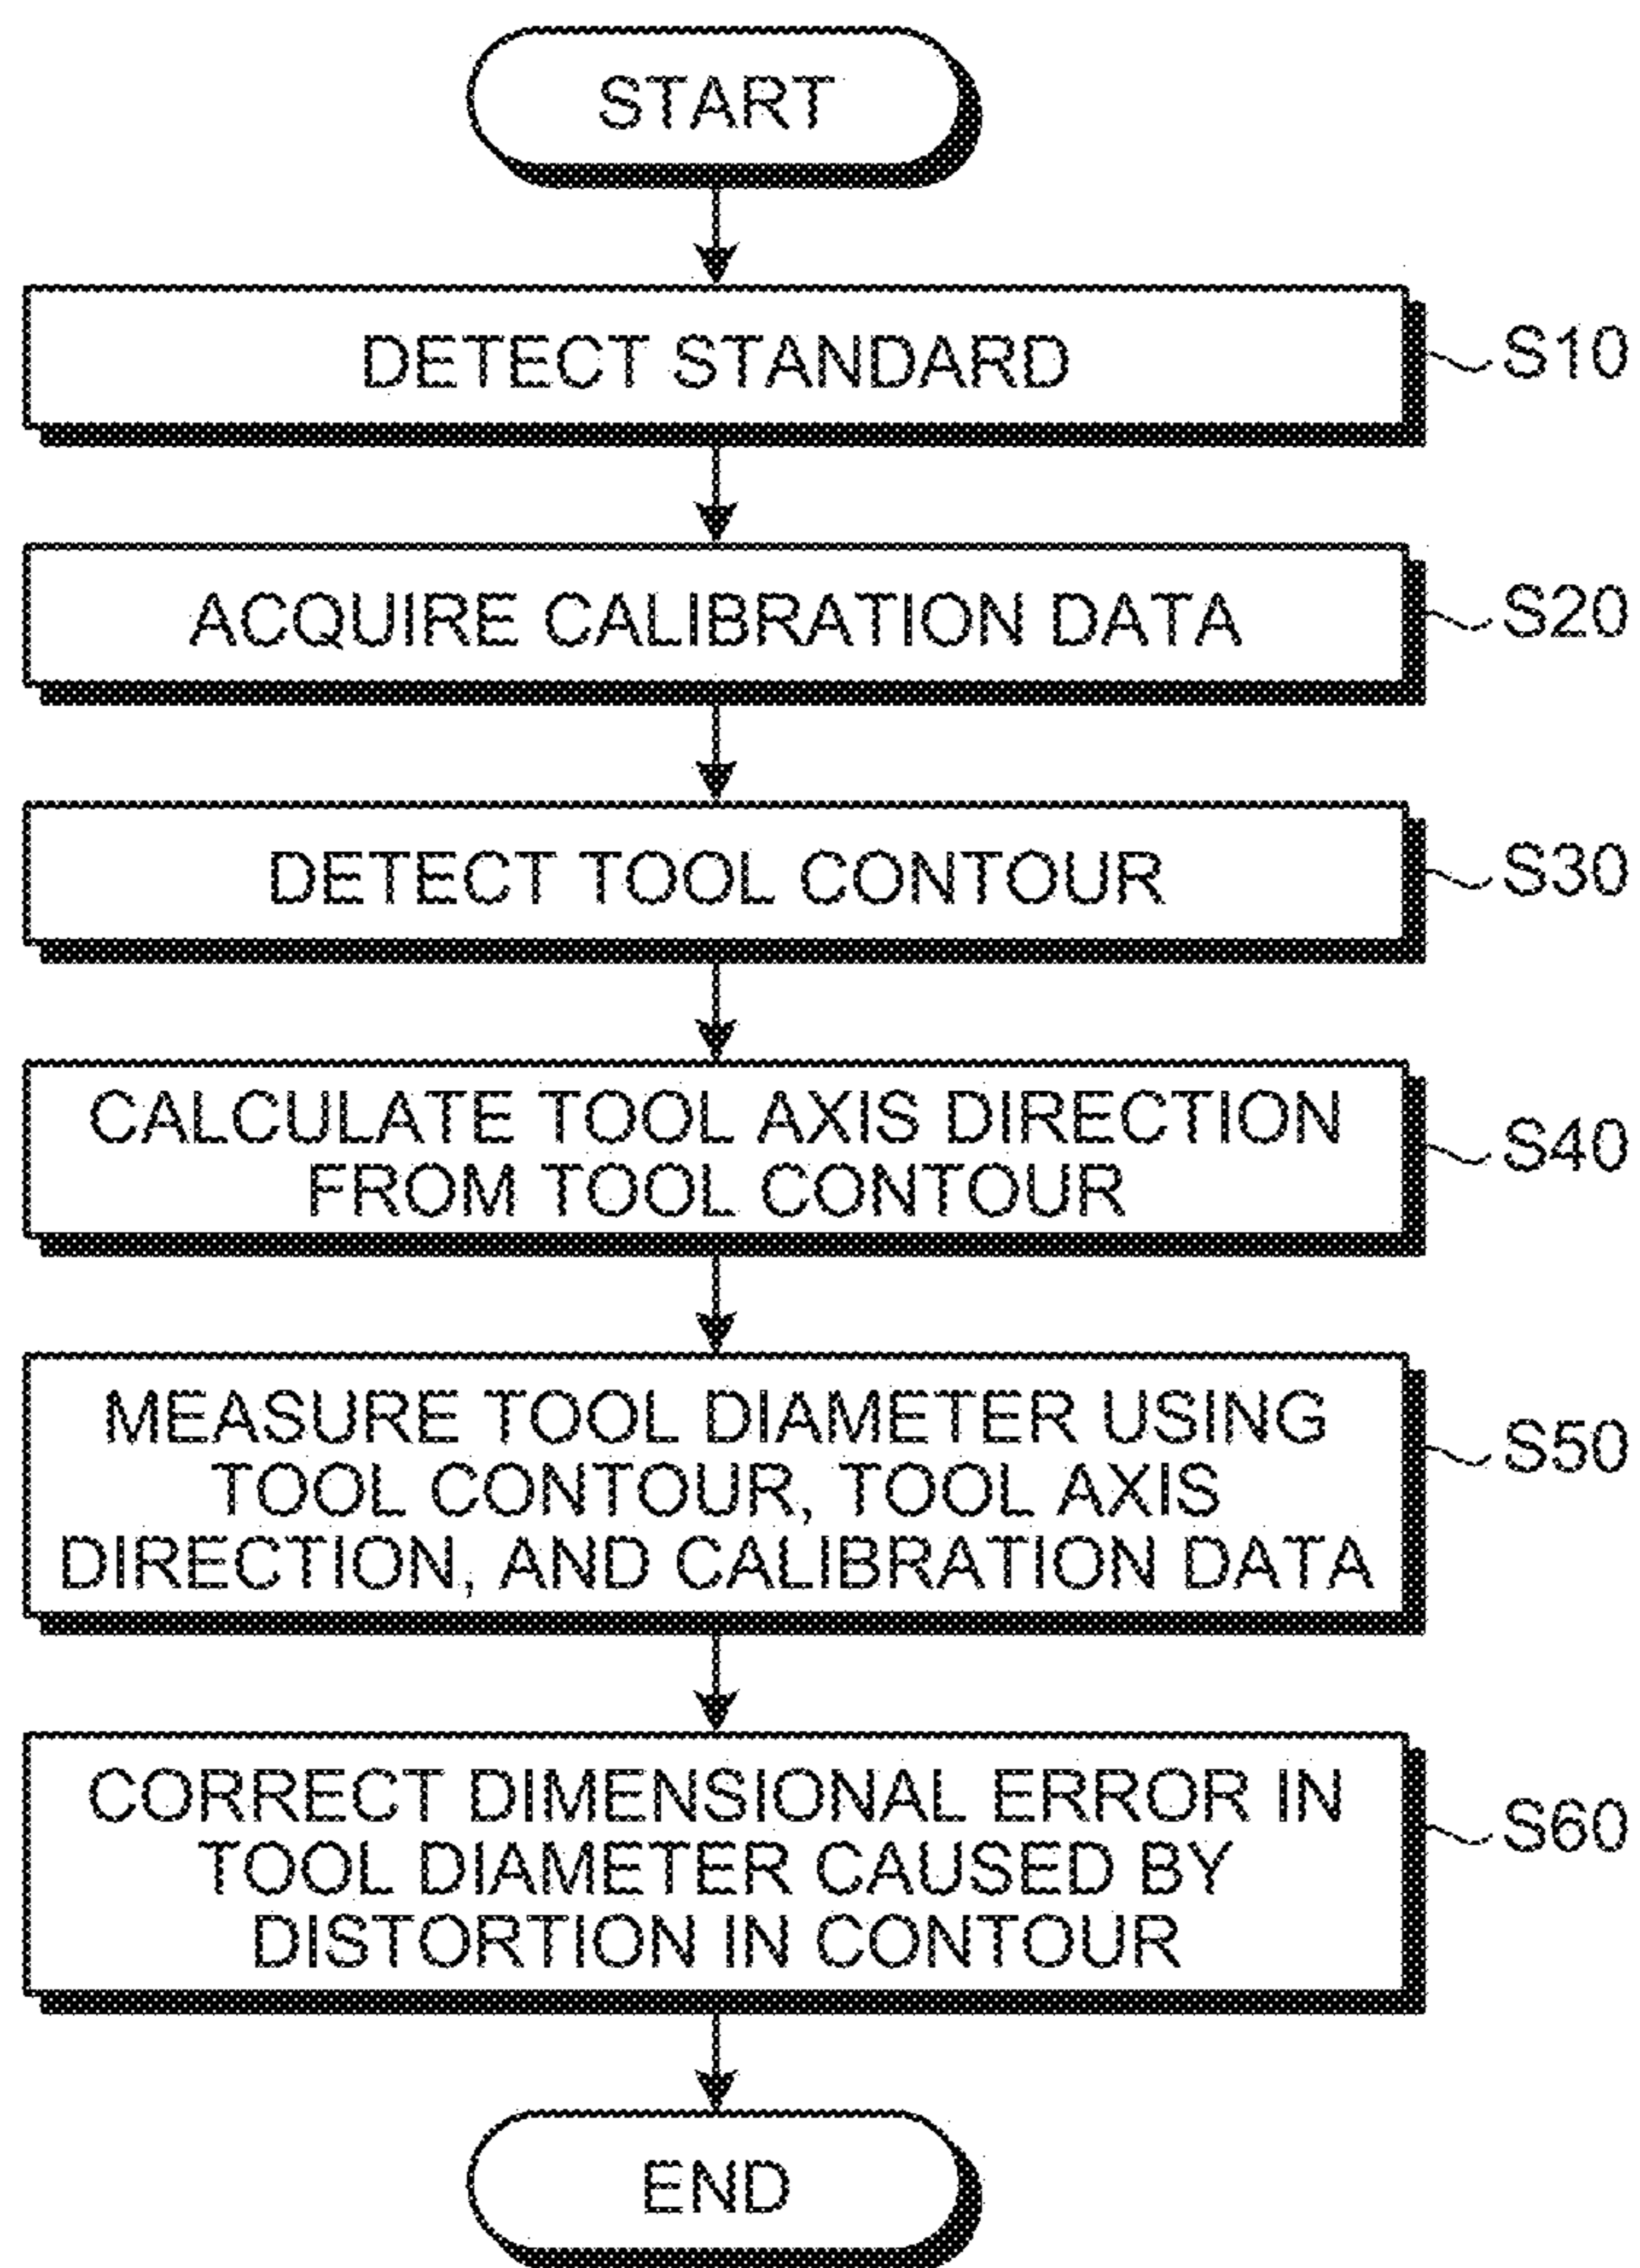 START
DETECT STANDARD
S10
ACQUIRE CALIBRATION DATA
S20
DETECT TOOL CONTOUR
S30
CALCULATE TOOL AXIS DIRECTION
FROM TOOL CONTOUR
S40
MEASURE TOOL DIAMETER USING
TOOL CONTOUR, TOOL AXIS
DIRECTION, AND CALIBRATION DATA
S50
CORRECT DIMENSIONAL ERROR IN
TOOL DIAMETER CAUSED BY
DISTORTION IN CONTOUR
S60
END